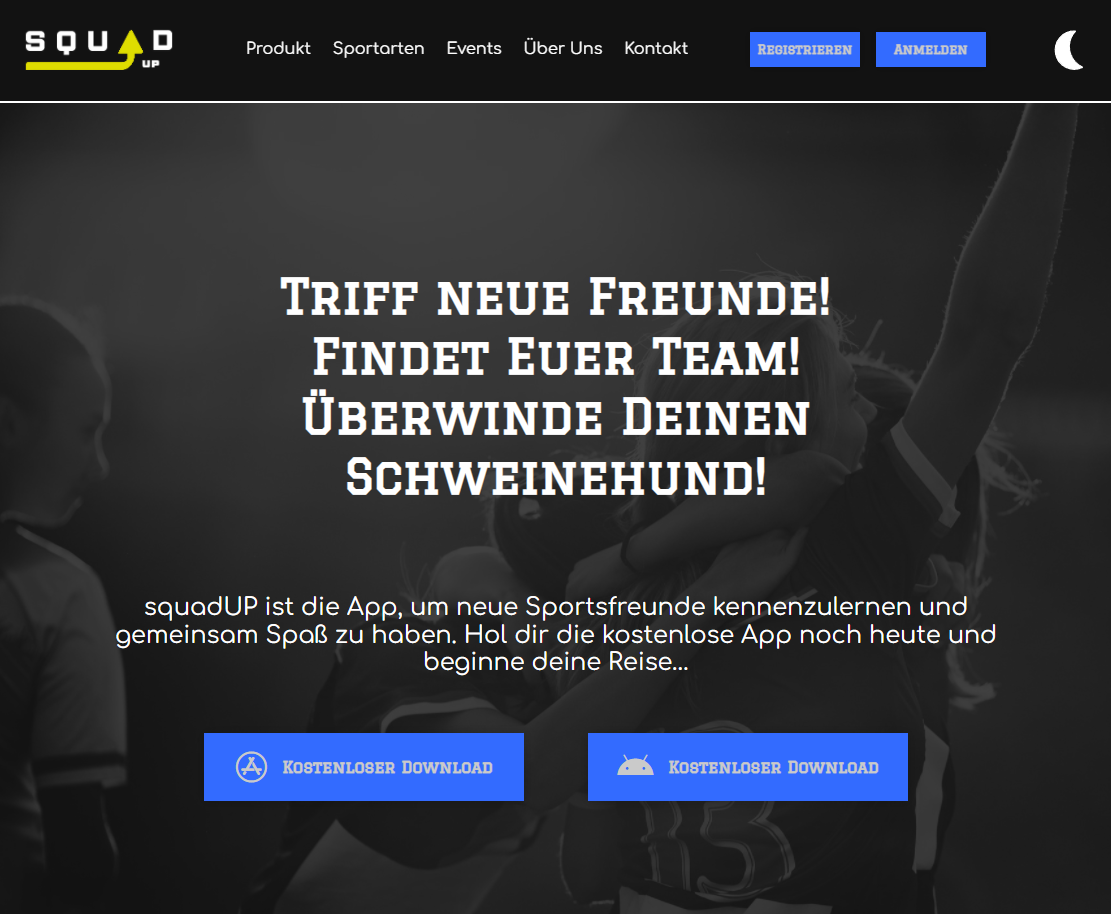 SQUAD
UP
Produkt Sportarten Events Über Uns Kontakt Registrieren Anmelden
Triff neue Freunde!
Findet Euer Team!
Überwinde Deinen
Schweinehund!
squadUP ist die App, um neue Sportsfreunde kennenzulernen und
gemeinsam Spaß zu haben. Hol dir die kostenlose App noch heute und
beginne deine Reise...
Kostenloser Download Kostenloser Download
13